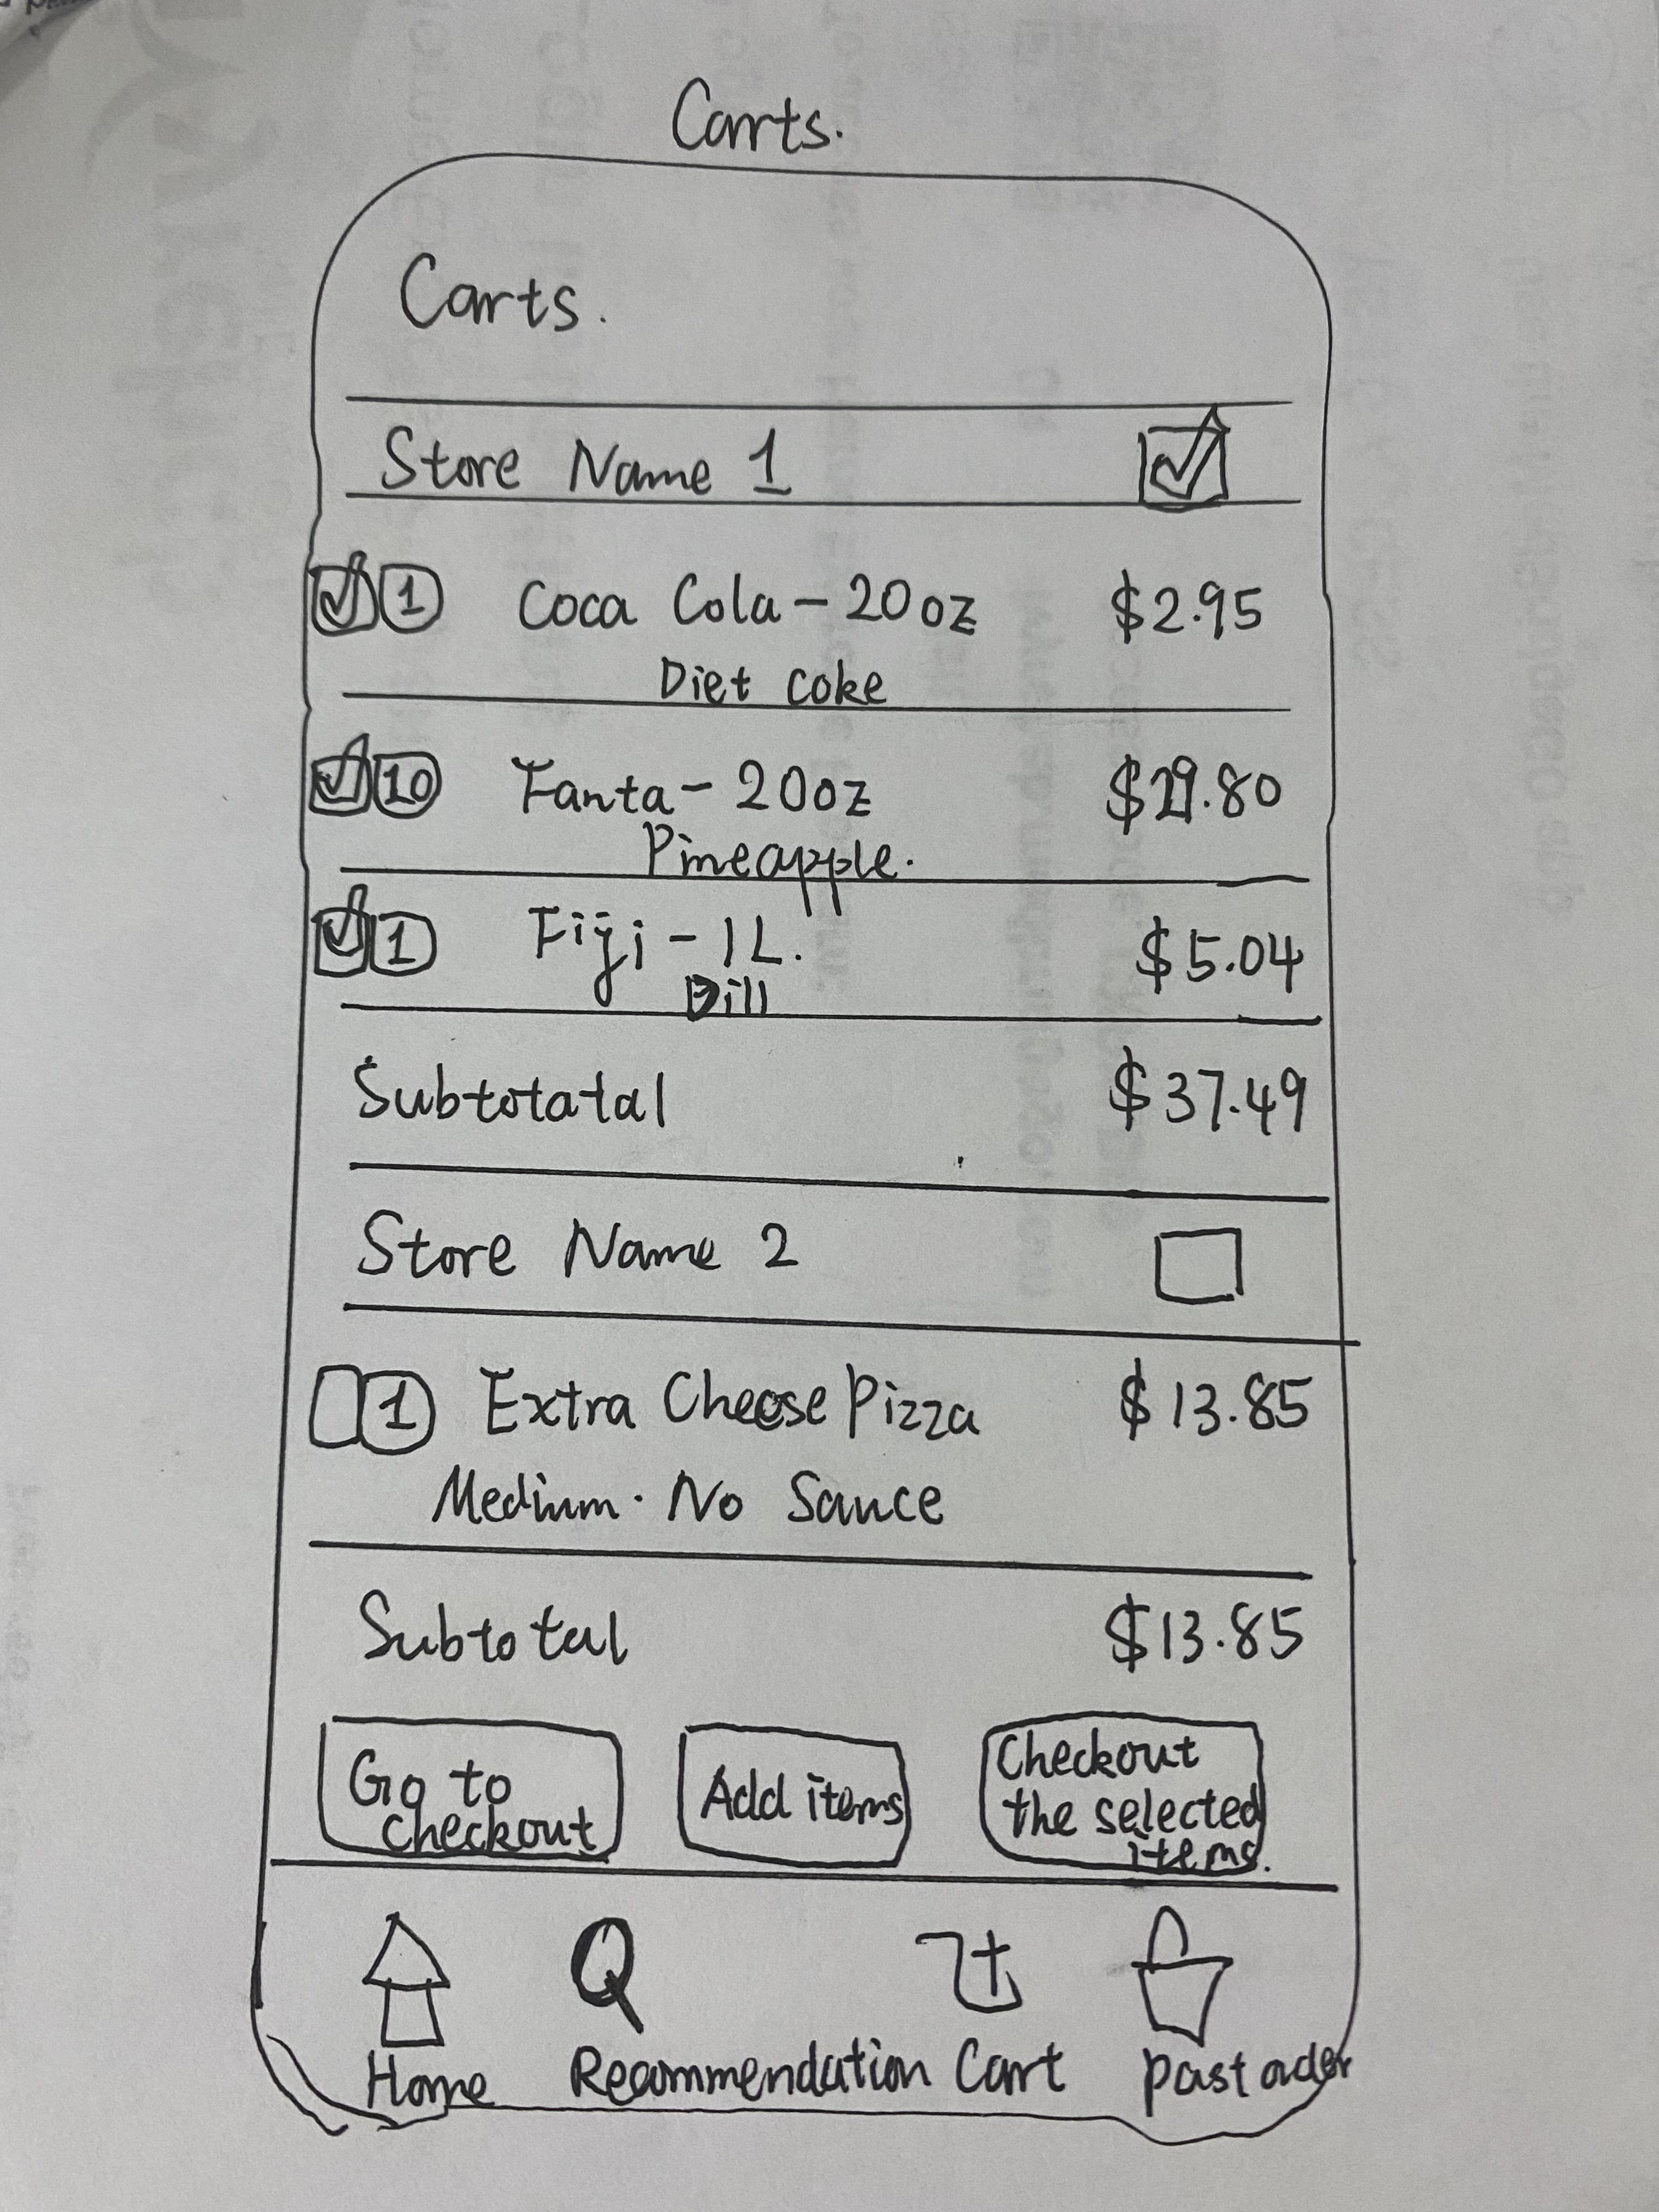 Carts.
Carts.
Store Name 1
1 Coca Cola - 20 oz $2.95
Diet coke
10 Fanta - 20oz $29.80
Pineapple.
1 Fiji - 1L. $5.04
Dill
Subtotatal $37.49
Store Name 2
1 Extra Cheese Pizza $13.85
Medium · No Sauce
Subtotal $13.85
Go to
checkout
Add items
Checkout
the selected
items.
Home Recommendation Cart past order